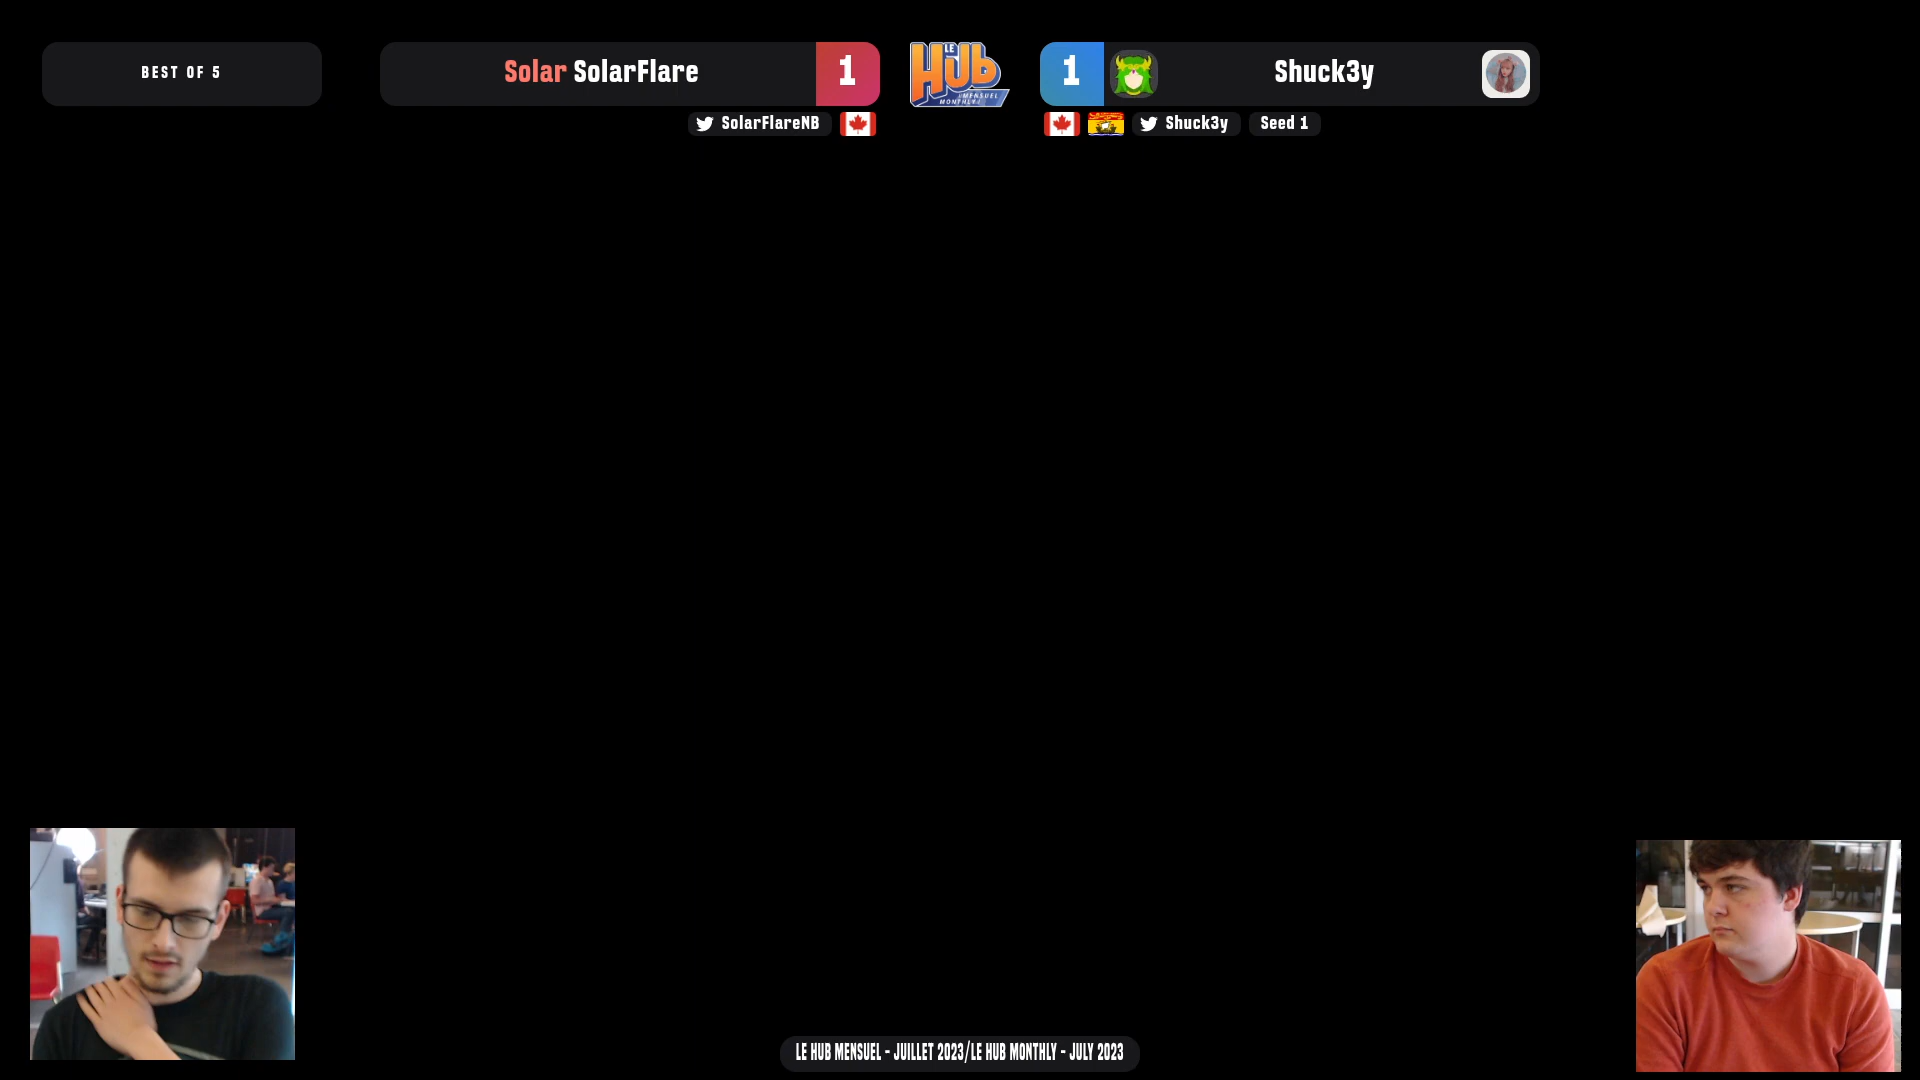 BEST OF 5
Solar SolarFlare
1
LE
HUb
MENSUEL
MONTHLY
1
Shuck3y
SolarFlareNB
Shuck3y
Seed 1
LE HUB MENSUEL - JUILLET 2023/LE HUB MONTHLY - JULY 2023